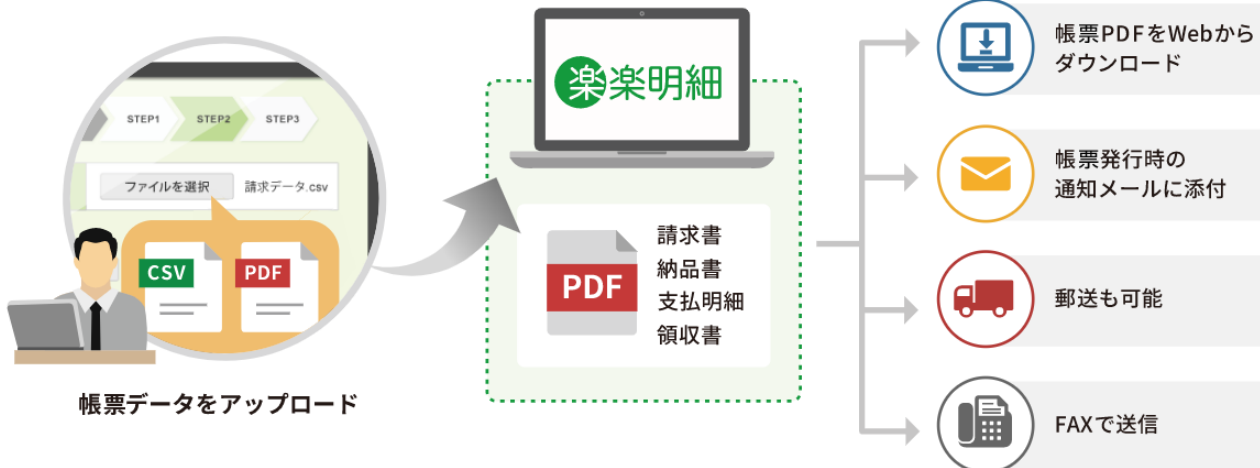 STEP1
STEP2
STEP3
ファイルを選択
請求データ.csv
CSV
PDF
帳票データをアップロード
楽楽明細
PDF
請求書
納品書
支払明細
領収書
帳票PDFをWebから
ダウンロード
帳票発行時の
通知メールに添付
郵送も可能
FAXで送信